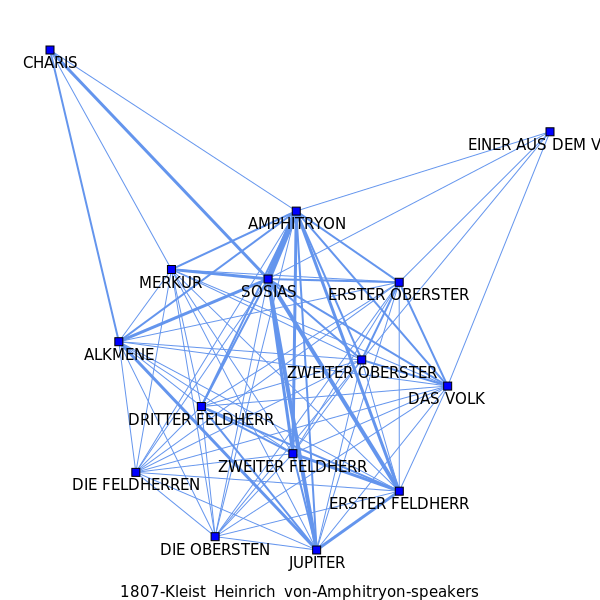 CHARIS
EINER AUS DEM V
AMPHITRYON
MERKUR
SOSIAS
ERSTER OBERSTER
ALKMENE
ZWEITER OBERSTER
DAS VOLK
DRITTER FELDHERR
ZWEITER FELDHERR
DIE FELDHERREN
ERSTER FELDHERR
DIE OBERSTEN
JUPITER
1807-Kleist_Heinrich_von-Amphitryon-speakers